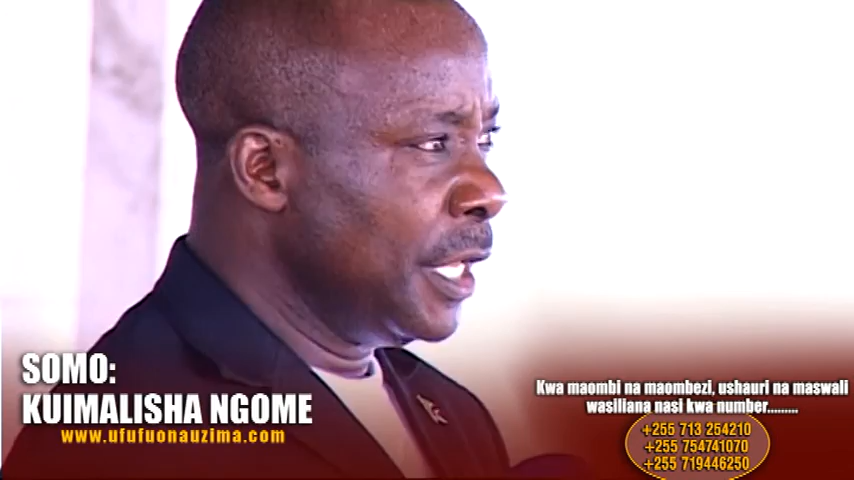 SOMO:
KUIMALISHA NGOME
www.ufufuonauzima.com
Kwa maombi na maombezi, ushauri na maswali
wasiliana nasi kwa number.........
+255 713 254210
+255 754741070
+255 719446250